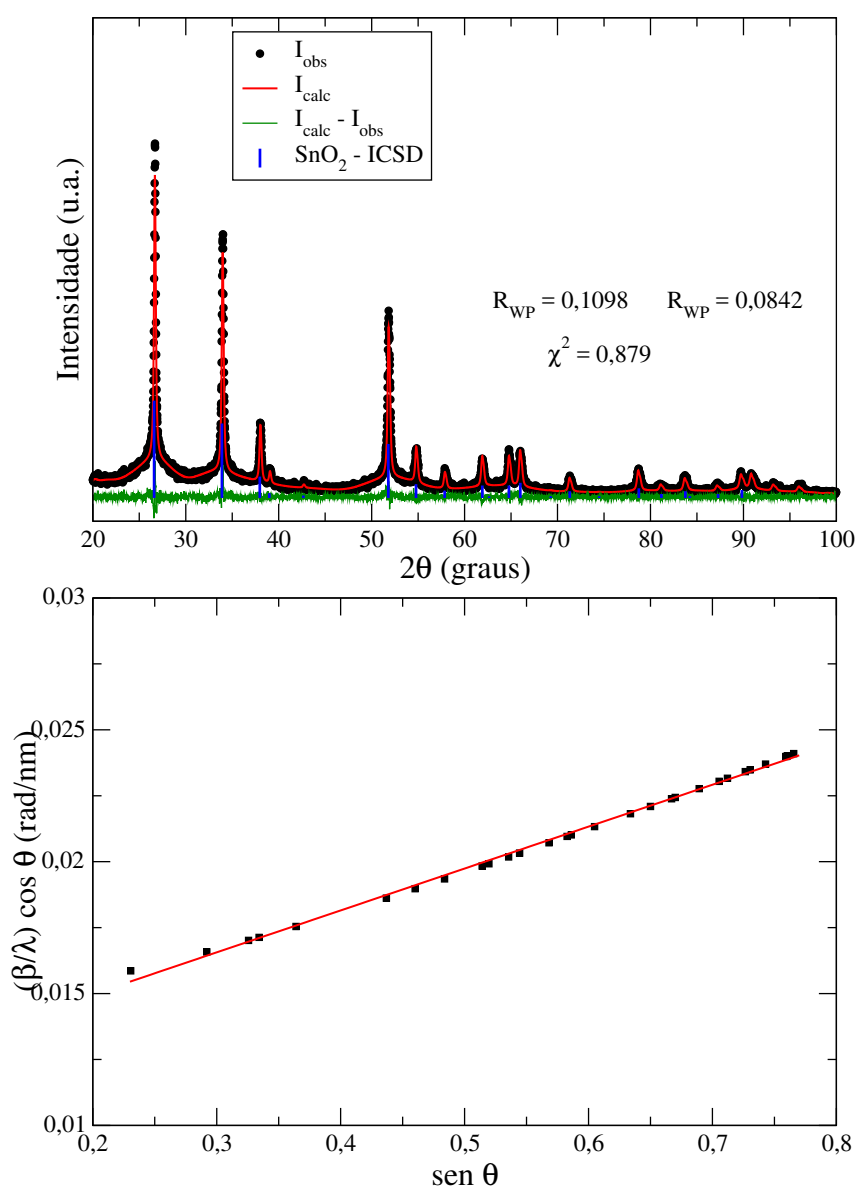 I_obs
I_calc
I_calc - I_obs
SnO_2 - ICSD
Intensidade (u.a.)
R_WP = 0,1098 R_WP = 0,0842
χ^2 = 0,879
20 30 40 50 60 70 80 90 100
2θ (graus)
0,03
0,025
0,02
0,015
0,01
(β/λ) cos θ (rad/nm)
0,2 0,3 0,4 0,5 0,6 0,7 0,8
sen θ